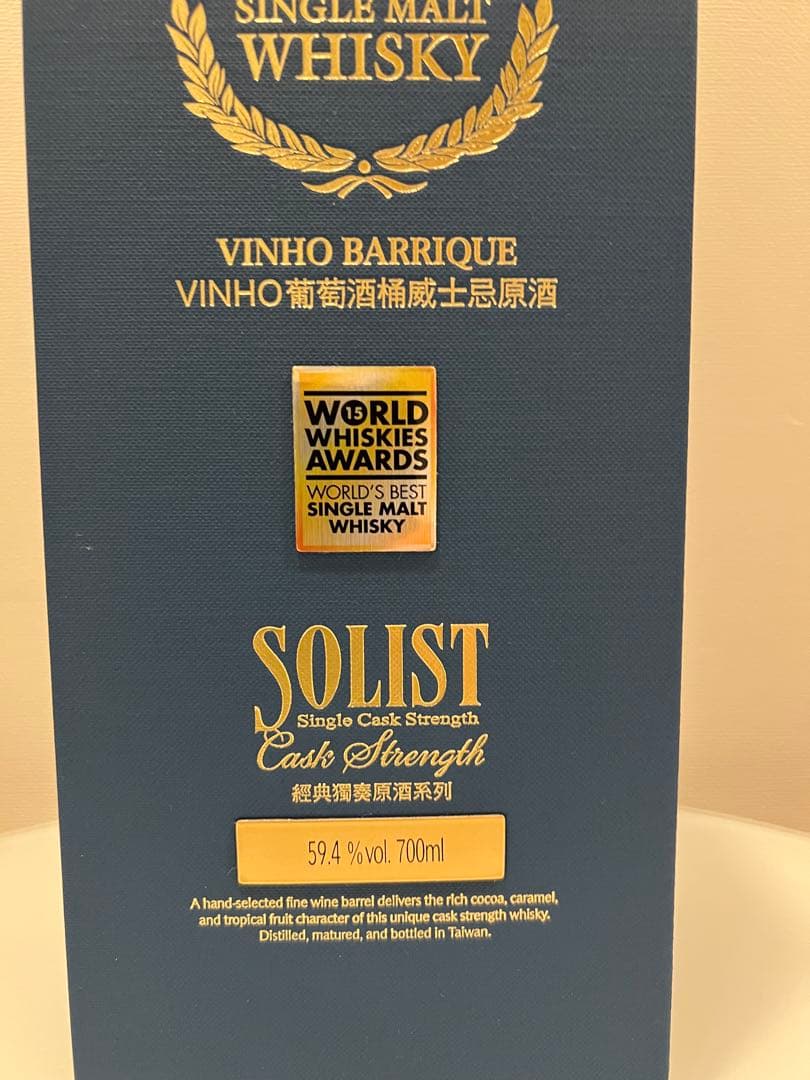 SINGLE MALT
WHISKY
VINHO BARRIQUE
VINHO葡萄酒桶威士忌原酒
W15RLD
WHISKIES
AWARDS
WORLD'S BEST
SINGLE MALT
WHISKY
SOLIST
Single Cask Strength
Cask Strength
經典獨奏原酒系列
59.4 %vol. 700ml
A hand-selected fine wine barrel delivers the rich cocoa, caramel,
and tropical fruit character of this unique cask strength whisky.
Distilled, matured, and bottled in Taiwan.